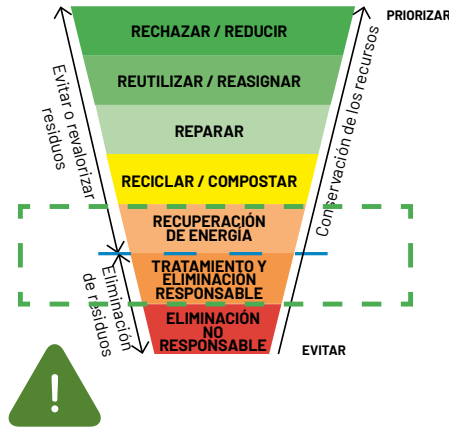 PRIORIZAR
RECHAZAR / REDUCIR
REUTILIZAR / REASIGNAR
REPARAR
RECICLAR / COMPOSTAR
RECUPERACIÓN
DE ENERGÍA
TRATAMIENTO Y
ELIMINACIÓN
RESPONSABLE
ELIMINACIÓN
NO
RESPONSABLE
EVITAR
Evitar o revalorizar
residuos
Eliminación
de residuos
Conservación de los recursos
!